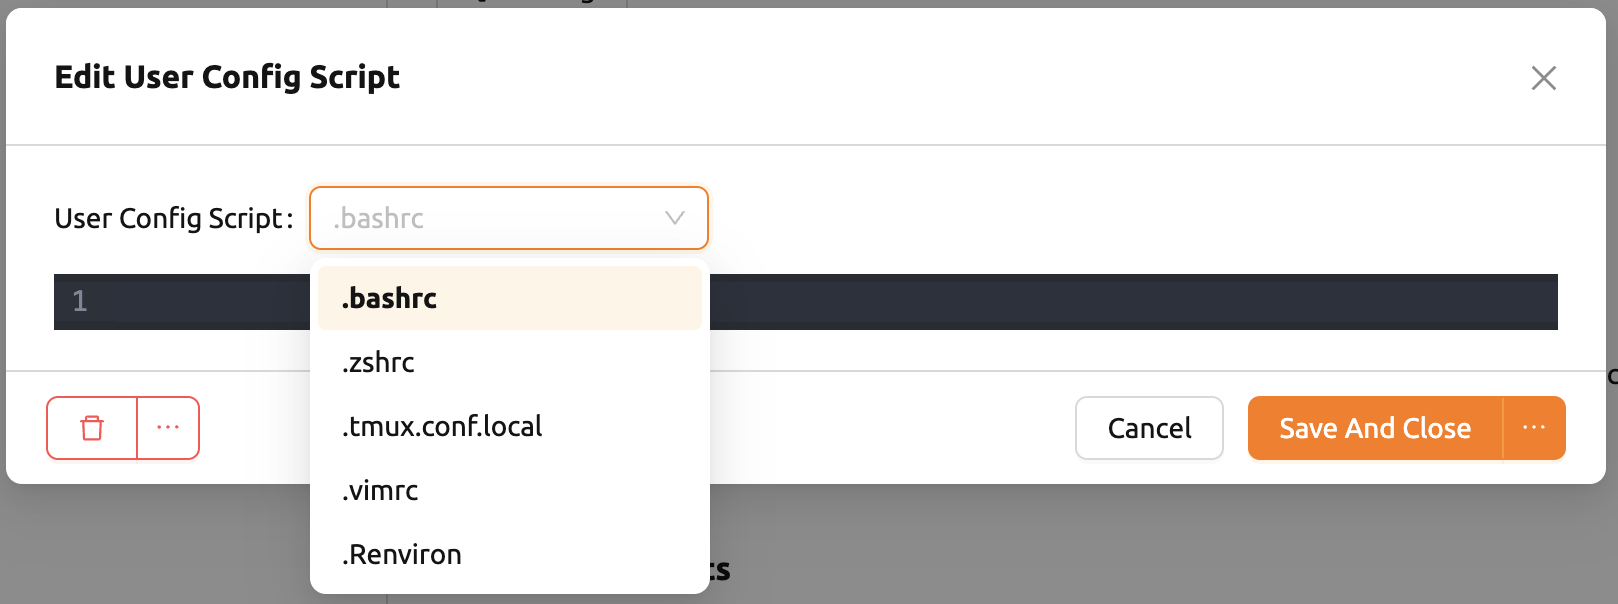 Edit User Config Script
User Config Script :
.bashrc
1
.bashrc
.zshrc
.tmux.conf.local
.vimrc
.Renviron
Cancel
Save And Close